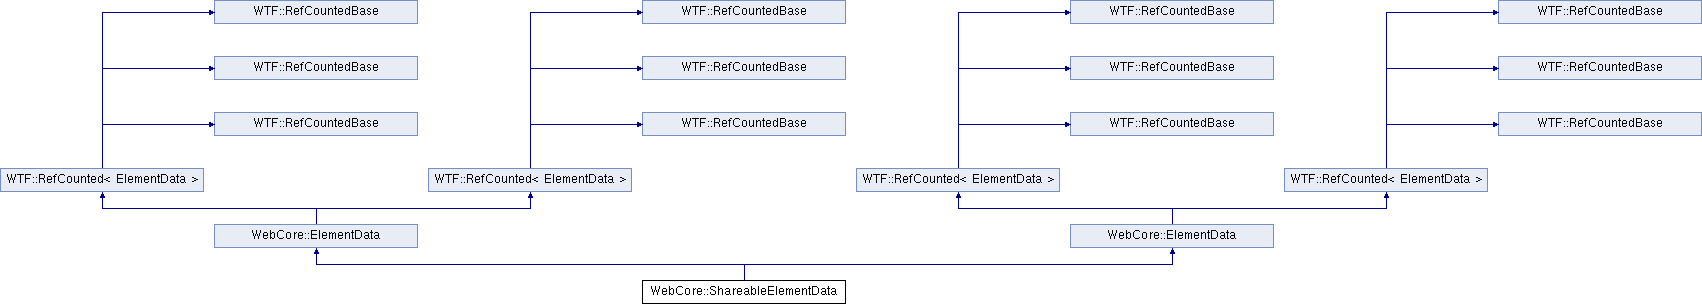 WTF::RefCountedBase WTF::RefCountedBase WTF::RefCountedBase WTF::RefCountedBase
WTF::RefCountedBase WTF::RefCountedBase WTF::RefCountedBase WTF::RefCountedBase
WTF::RefCountedBase WTF::RefCountedBase WTF::RefCountedBase WTF::RefCountedBase
WTF::RefCounted< ElementData > WTF::RefCounted< ElementData > WTF::RefCounted< ElementData > WTF::RefCounted< ElementData >
WebCore::ElementData WebCore::ElementData
WebCore::ShareableElementData